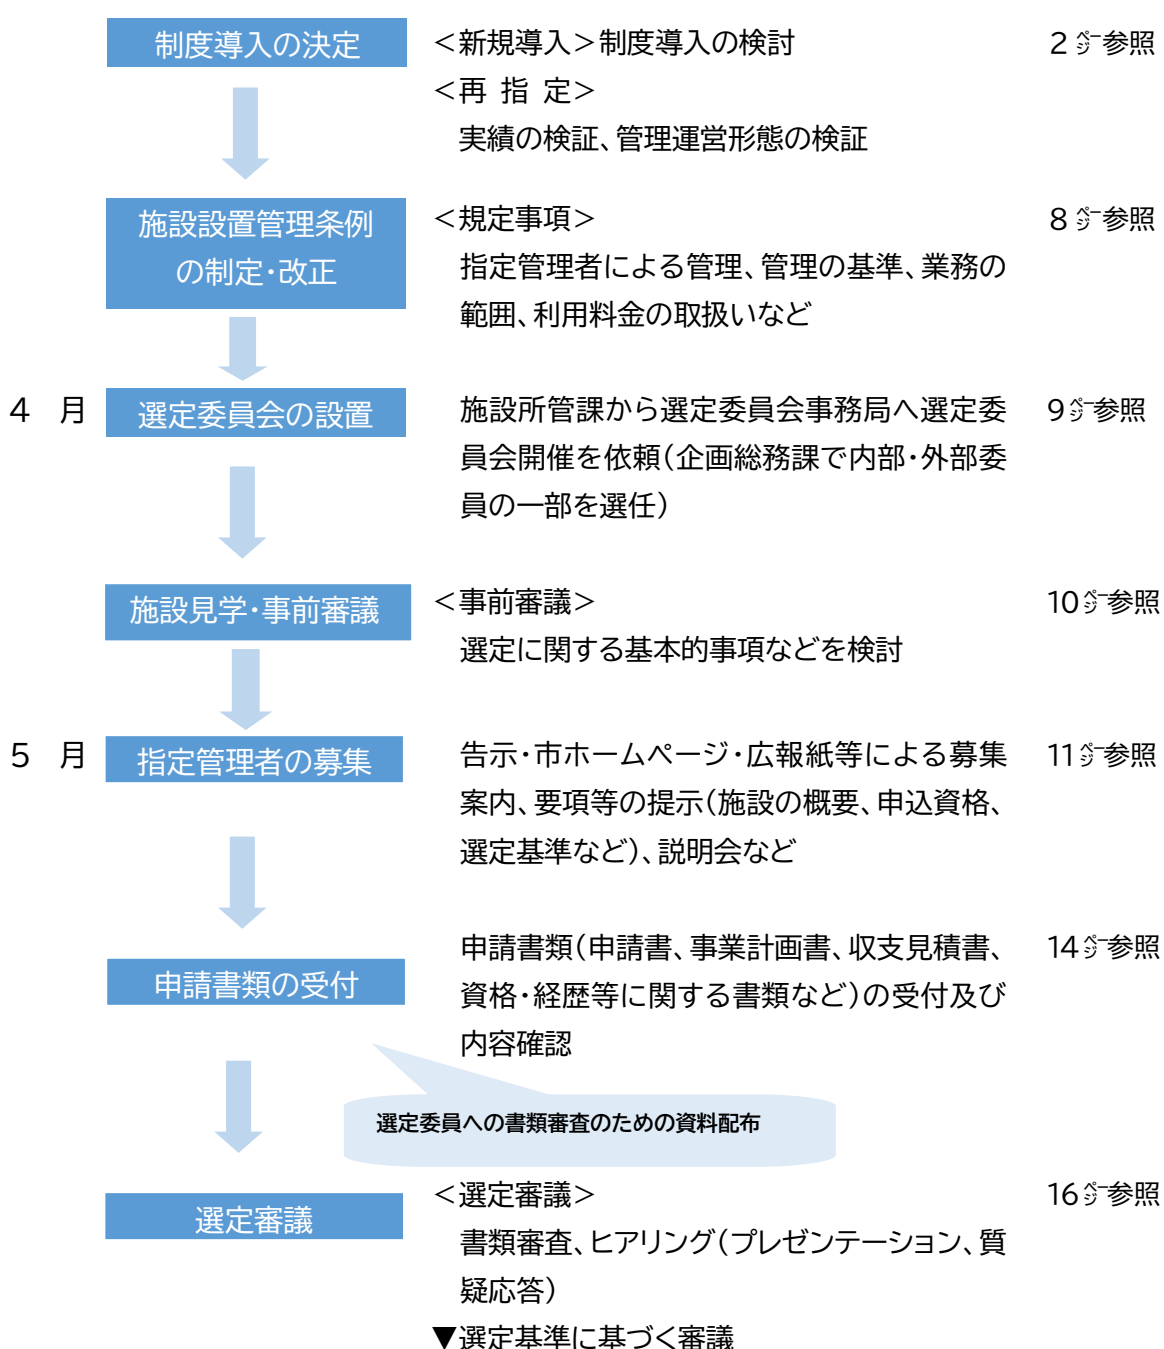 制度導入の決定
＜新規導入＞制度導入の検討
2㌻参照
＜再 指 定＞
実績の検証、管理運営形態の検証
施設設置管理条例
の制定・改正
＜規定事項＞
8㌻参照
指定管理者による管理、管理の基準、業務の
範囲、利用料金の取扱いなど
4 月
選定委員会の設置
施設所管課から選定委員会事務局へ選定委
9㌻参照
員会開催を依頼（企画総務課で内部・外部委
員の一部を選任）
施設見学・事前審議
＜事前審議＞
10㌻参照
選定に関する基本的事項などを検討
5 月
指定管理者の募集
告示・市ホームページ・広報紙等による募集
11㌻参照
案内、要項等の提示（施設の概要、申込資格、
選定基準など）、説明会など
申請書類の受付
申請書類（申請書、事業計画書、収支見積書、
14㌻参照
資格・経歴等に関する書類など）の受付及び
内容確認
選定委員への書類審査のための資料配布
選定審議
＜選定審議＞
16㌻参照
書類審査、ヒアリング（プレゼンテーション、質
疑応答）
▼選定基準に基づく審議